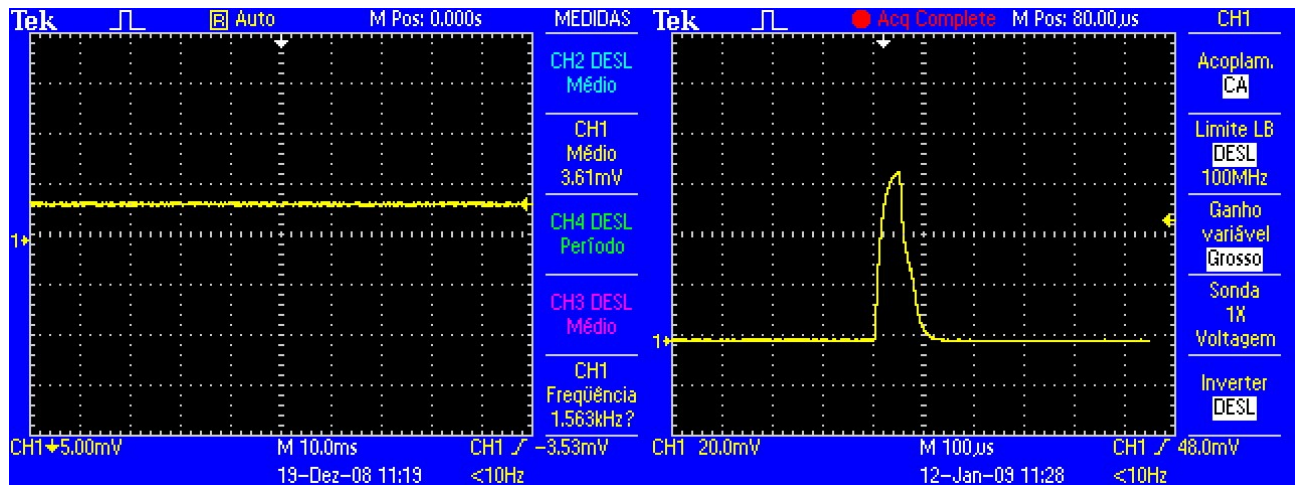 Tek R Auto M Pos: 0.000s MEDIDAS
CH2 DESL
Médio
CH1
Médio
3.61mV
CH4 DESL
Período
CH3 DESL
Médio
CH1
Freqüência
1.563kHz?
1
CH1 5.00mV M 10.0ms CH1 -3.53mV
19-Dez-08 11:19 <10Hz
Tek Acq Complete M Pos: 80.00µs CH1
Acoplam.
CA
Limite LB
DESL
100MHz
Ganho
variável
Grosso
Sonda
1X
Voltagem
Inverter
DESL
1
CH1 20.0mV M 100µs CH1 48.0mV
12-Jan-09 11:28 <10Hz